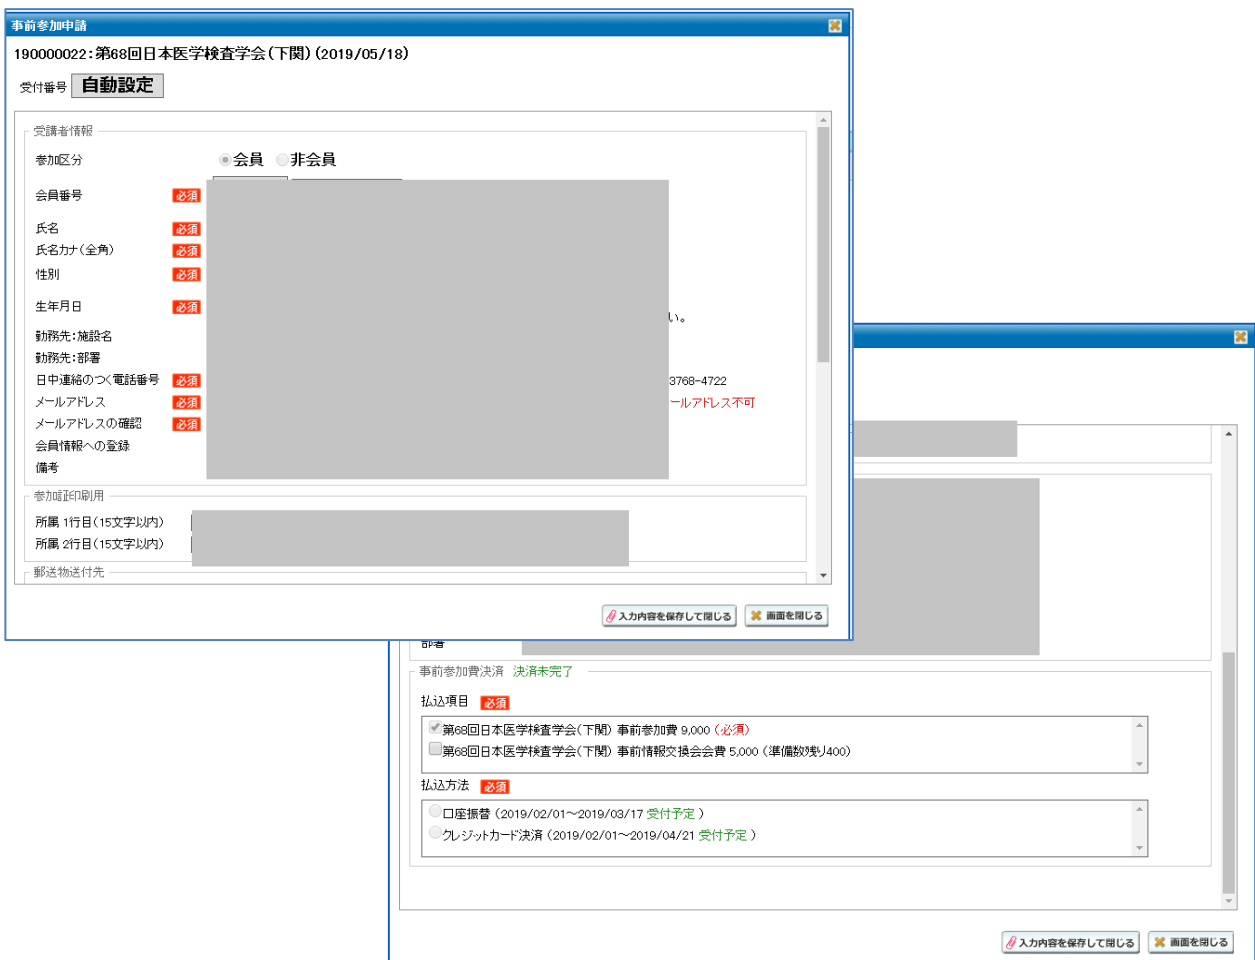 事前参加申請
190000022:第68回日本医学検査学会(下関)(2019/05/18)
受付番号 自動設定
受講者情報
参加区分 会員 非会員
会員番号 必須
氏名 必須
氏名カナ(全角) 必須
性別 必須
生年月日 必須
い。
勤務先:施設名
勤務先:部署
日中連絡のつく電話番号 必須 3768-4722
メールアドレス 必須 ールアドレス不可
メールアドレスの確認 必須
会員情報への登録
備考
参加証印刷用
所属 1行目(15文字以内)
所属 2行目(15文字以内)
郵送物送付先
入力内容を保存して閉じる 画面を閉じる
部署
事前参加費決済 決済未完了
払込項目 必須
第68回日本医学検査学会(下関) 事前参加費 9,000 (必須)
第68回日本医学検査学会(下関) 事前情報交換会会費 5,000 (準備数残り400)
払込方法 必須
口座振替 (2019/02/01~2019/03/17 受付予定 )
クレジットカード決済 (2019/02/01~2019/04/21 受付予定 )
入力内容を保存して閉じる 画面を閉じる